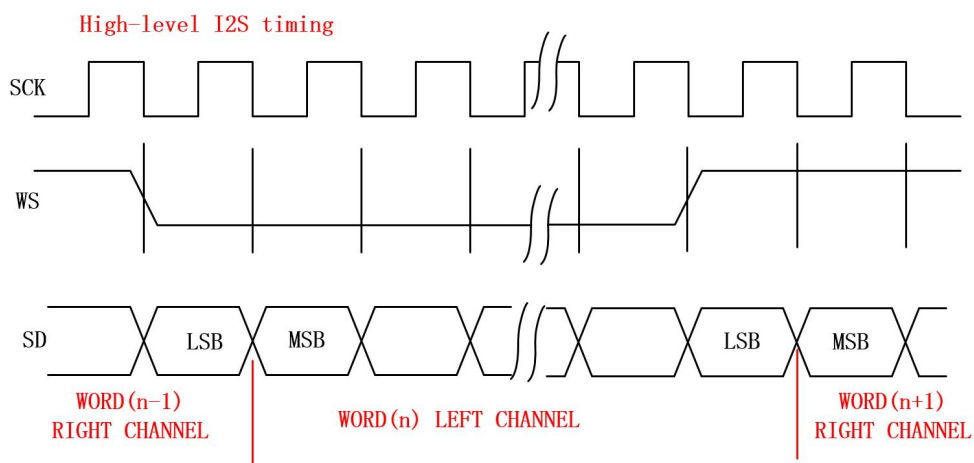 High-level I2S timing
SCK
WS
SD
LSB
MSB
LSB
MSB
WORD(n-1)
RIGHT CHANNEL
WORD(n) LEFT CHANNEL
WORD(n+1)
RIGHT CHANNEL